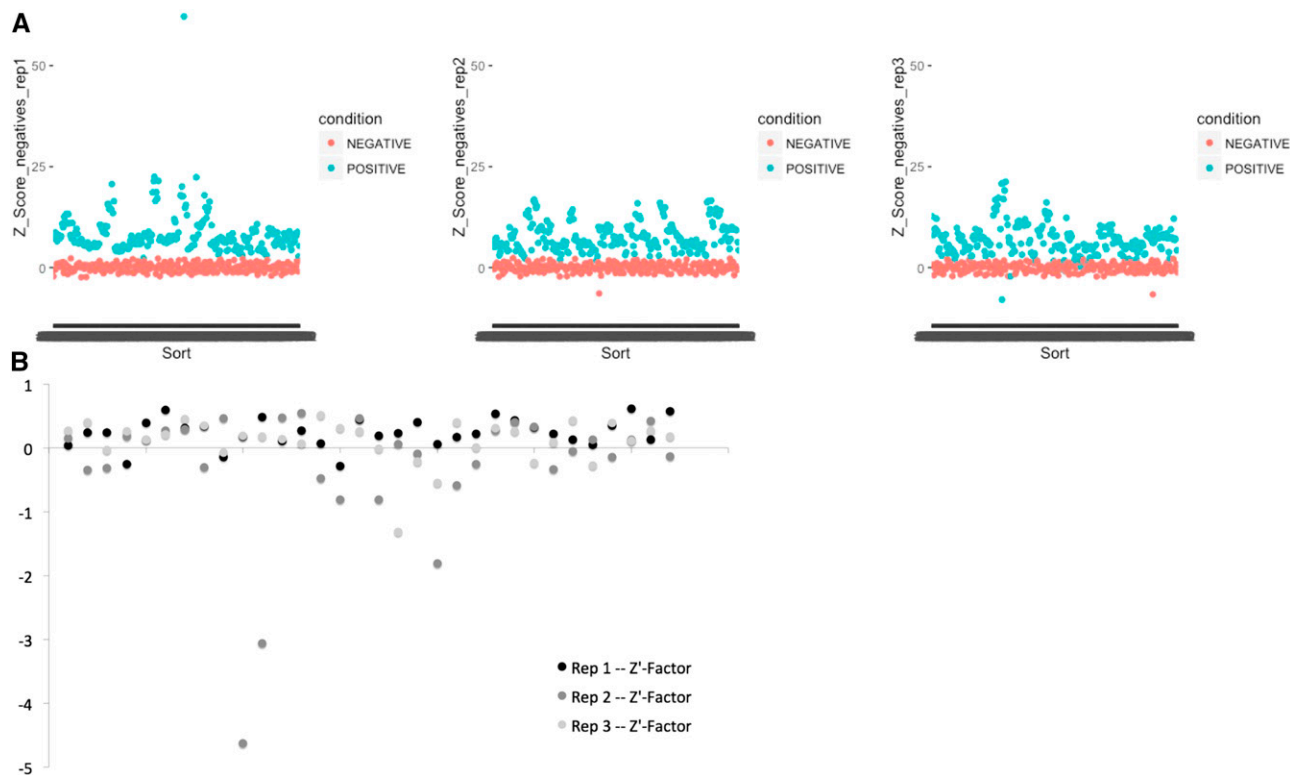 A
Z_Score_negatives_rep1
50
25
0
Sort
condition
NEGATIVE
POSITIVE
Z_Score_negatives_rep2
50
25
0
Sort
condition
NEGATIVE
POSITIVE
Z_Score_negatives_rep3
50
25
0
Sort
condition
NEGATIVE
POSITIVE
B
1
0
-1
-2
-3
-4
-5
Rep 1 -- Z'-Factor
Rep 2 -- Z'-Factor
Rep 3 -- Z'-Factor